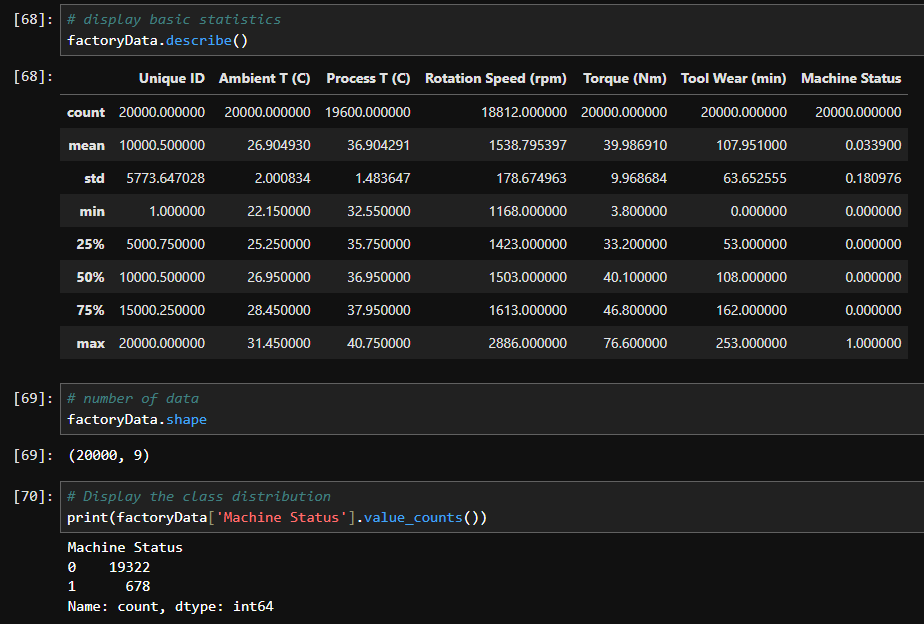 [68]: # display basic statistics
factoryData.describe()
[68]: Unique ID Ambient T (C) Process T (C) Rotation Speed (rpm) Torque (Nm) Tool Wear (min) Machine Status
count 20000.000000 20000.000000 19600.000000 18812.000000 20000.000000 20000.000000 20000.000000
mean 10000.500000 26.904930 36.904291 1538.795397 39.986910 107.951000 0.033900
std 5773.647028 2.000834 1.483647 178.674963 9.968684 63.652555 0.180976
min 1.000000 22.150000 32.550000 1168.000000 3.800000 0.000000 0.000000
25% 5000.750000 25.250000 35.750000 1423.000000 33.200000 53.000000 0.000000
50% 10000.500000 26.950000 36.950000 1503.000000 40.100000 108.000000 0.000000
75% 15000.250000 28.450000 37.950000 1613.000000 46.800000 162.000000 0.000000
max 20000.000000 31.450000 40.750000 2886.000000 76.600000 253.000000 1.000000
[69]: # number of data
factoryData.shape
[69]: (20000, 9)
[70]: # Display the class distribution
print(factoryData['Machine Status'].value_counts())
Machine Status
0    19322
1      678
Name: count, dtype: int64